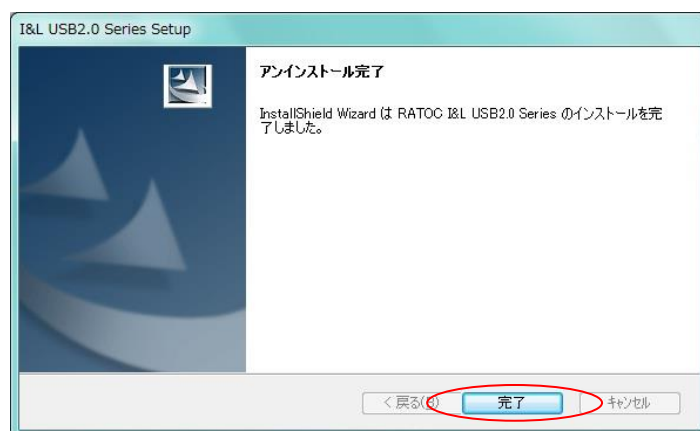 I&L USB2.0 Series Setup
アンインストール完了
InstallShield Wizard は RATOC I&L USB2.0 Series のインストールを完
了しました。
< 戻る(B) 完了 キャンセル